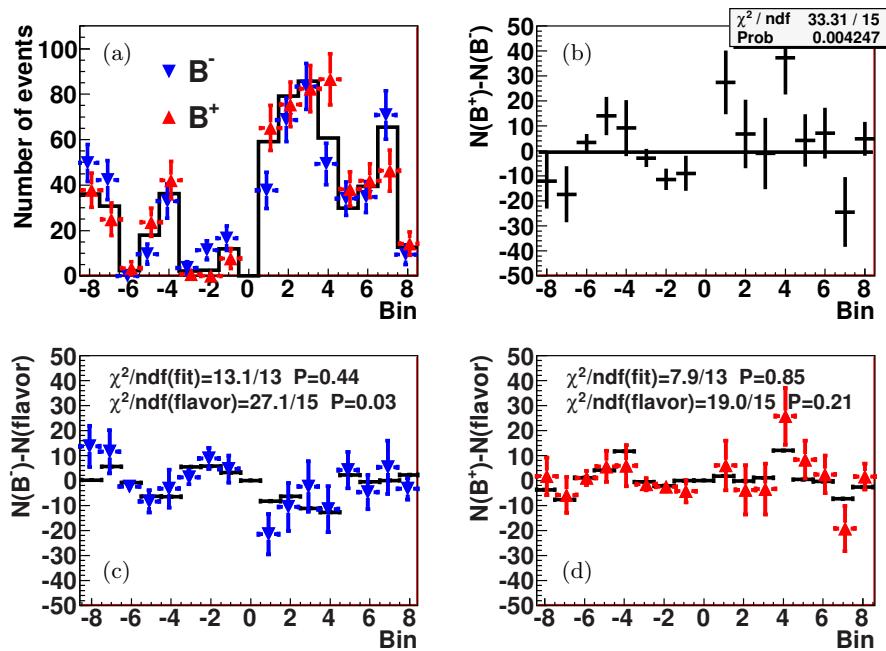 (a)
B⁻
B⁺
Number of events
100
80
60
40
20
0
-8 -6 -4 -2 0 2 4 6 8
Bin
χ² / ndf 33.31 / 15
Prob 0.004247
(b)
N(B⁺)-N(B⁻)
50
40
30
20
10
0
-10
-20
-30
-40
-50
-8 -6 -4 -2 0 2 4 6 8
Bin
χ²/ndf(fit)=13.1/13 P=0.44
χ²/ndf(flavor)=27.1/15 P=0.03
N(B⁻)-N(flavor)
50
40
30
20
10
0
-10
-20
-30
-40
-50
(c)
-8 -6 -4 -2 0 2 4 6 8
Bin
χ²/ndf(fit)=7.9/13 P=0.85
χ²/ndf(flavor)=19.0/15 P=0.21
N(B⁺)-N(flavor)
50
40
30
20
10
0
-10
-20
-30
-40
-50
(d)
-8 -6 -4 -2 0 2 4 6 8
Bin